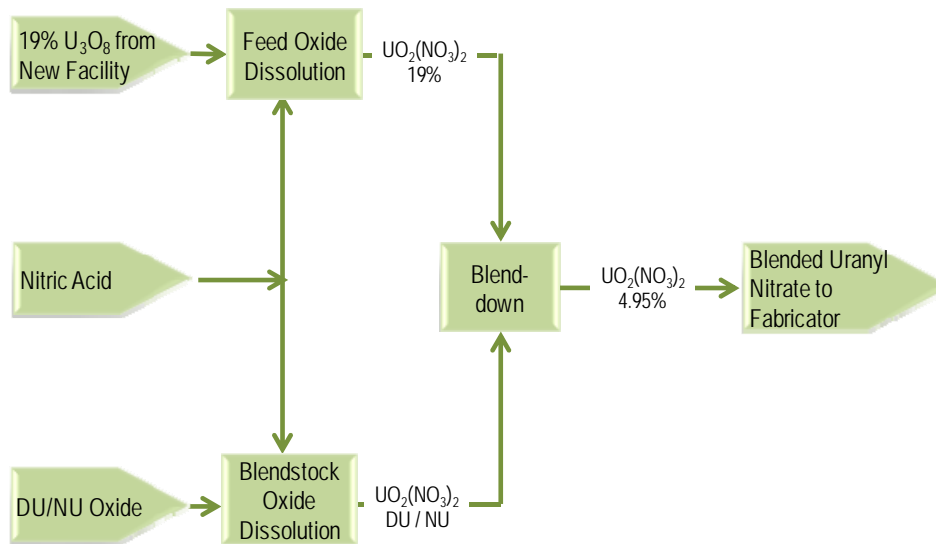 19% U₃O₈ from
New Facility
Feed Oxide
Dissolution
UO₂(NO₃)₂
19%
Nitric Acid
Blend-
down
UO₂(NO₃)₂
4.95%
Blended Uranyl
Nitrate to
Fabricator
DU/NU Oxide
Blendstock
Oxide
Dissolution
UO₂(NO₃)₂
DU / NU